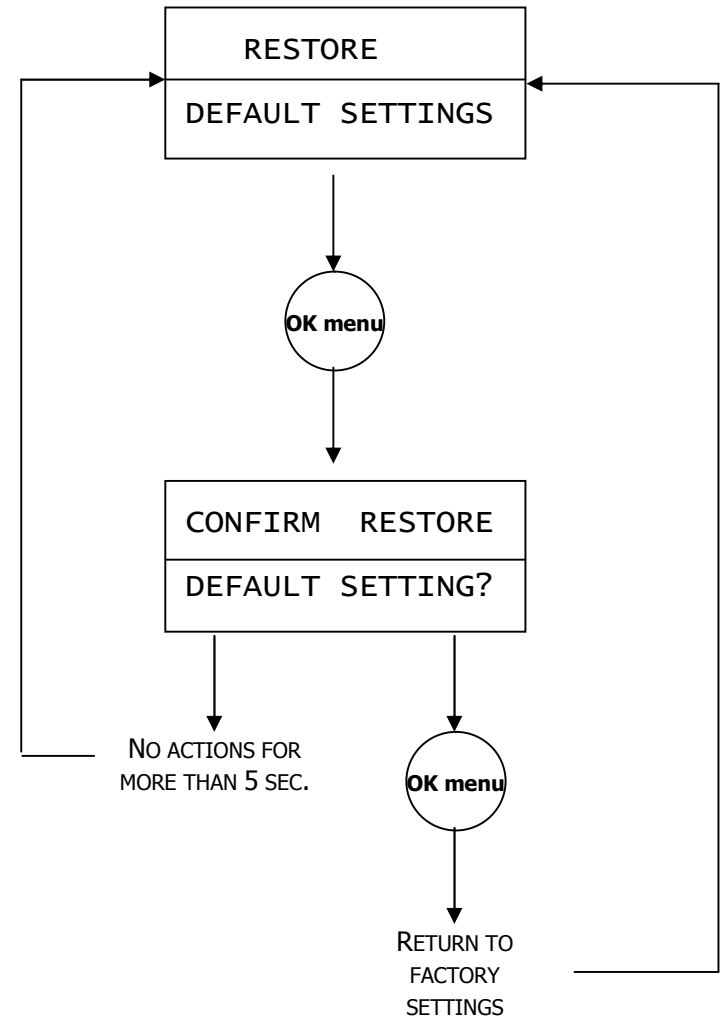 RESTORE
DEFAULT SETTINGS
OK menu
CONFIRM RESTORE
DEFAULT SETTING?
NO ACTIONS FOR
MORE THAN 5 SEC.
OK menu
RETURN TO
FACTORY
SETTINGS